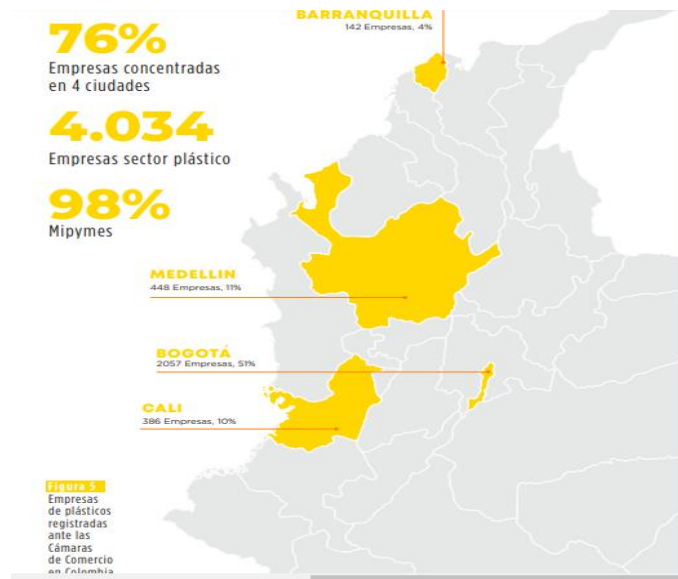 76%
Empresas concentradas
en 4 ciudades
4.034
Empresas sector plástico
98%
Mipymes
BARRANQUILLA
142 Empresas, 4%
MEDELLIN
448 Empresas, 11%
BOGOTÁ
2057 Empresas, 51%
CALI
386 Empresas, 10%
Figura 5
Empresas
de plásticos
registradas
ante las
Cámaras
de Comercio
en Colombia